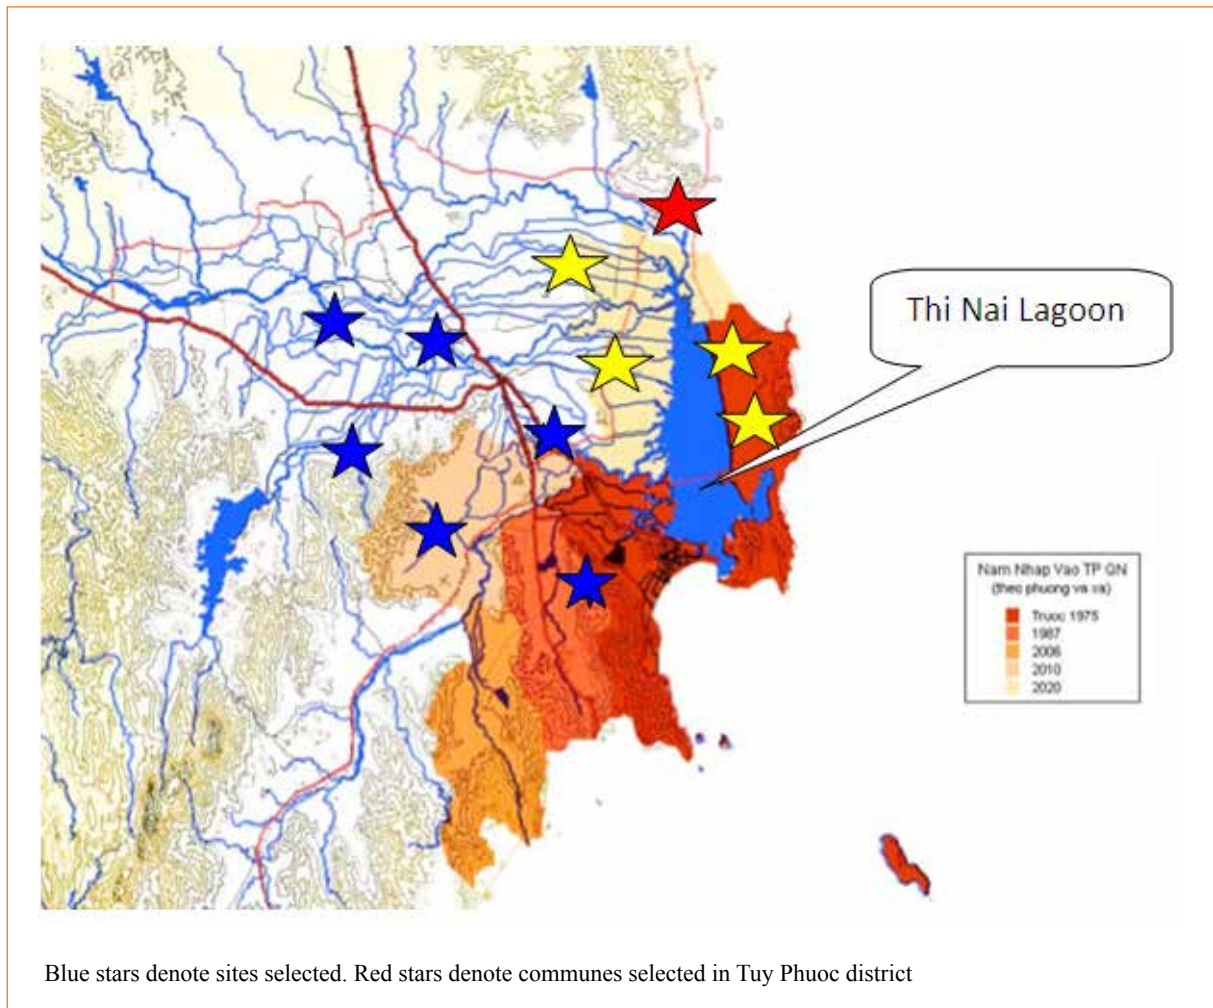 Thi Nai Lagoon
Nam Nhap Vao TP QN
(theo phuong va xa)
Truoc 1975
1987
2006
2010
2020
Blue stars denote sites selected. Red stars denote communes selected in Tuy Phuoc district